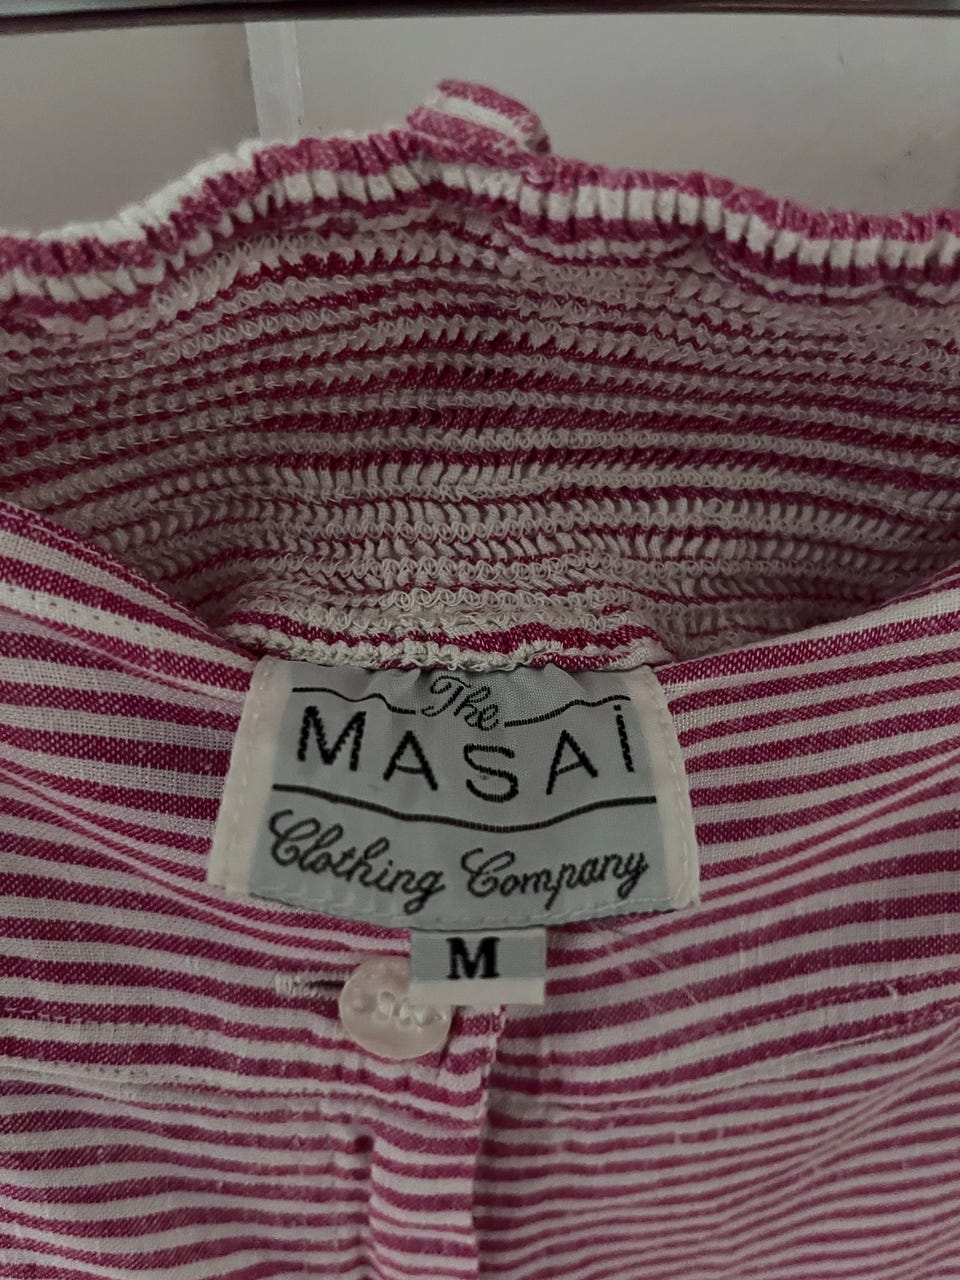 The
MASAİ
Clothing Company
M